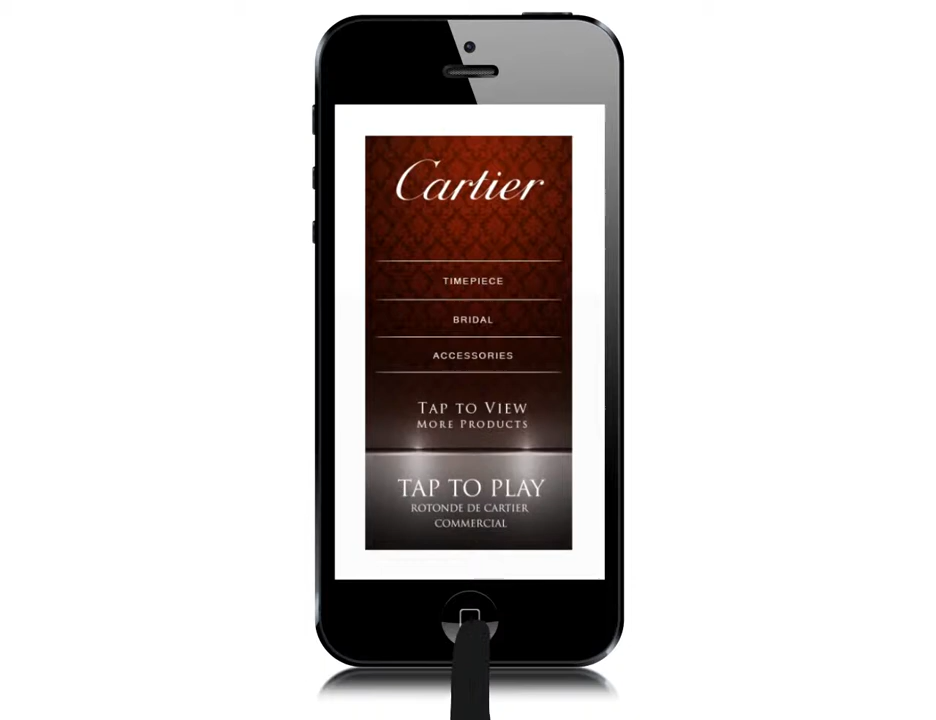 Cartier
TIMEPIECE
BRIDAL
ACCESSORIES
TAP TO VIEW
MORE PRODUCTS
TAP TO PLAY
ROTONDE DE CARTIER
COMMERCIAL